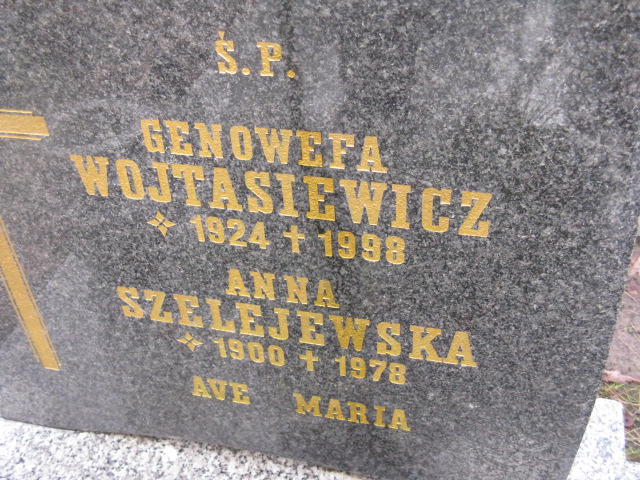 Ś.P.
GENOWEFA
WOJTASIEWICZ
1924 1998
ANNA
SZELEJEWSKA
1900 1978
AVE MARIA